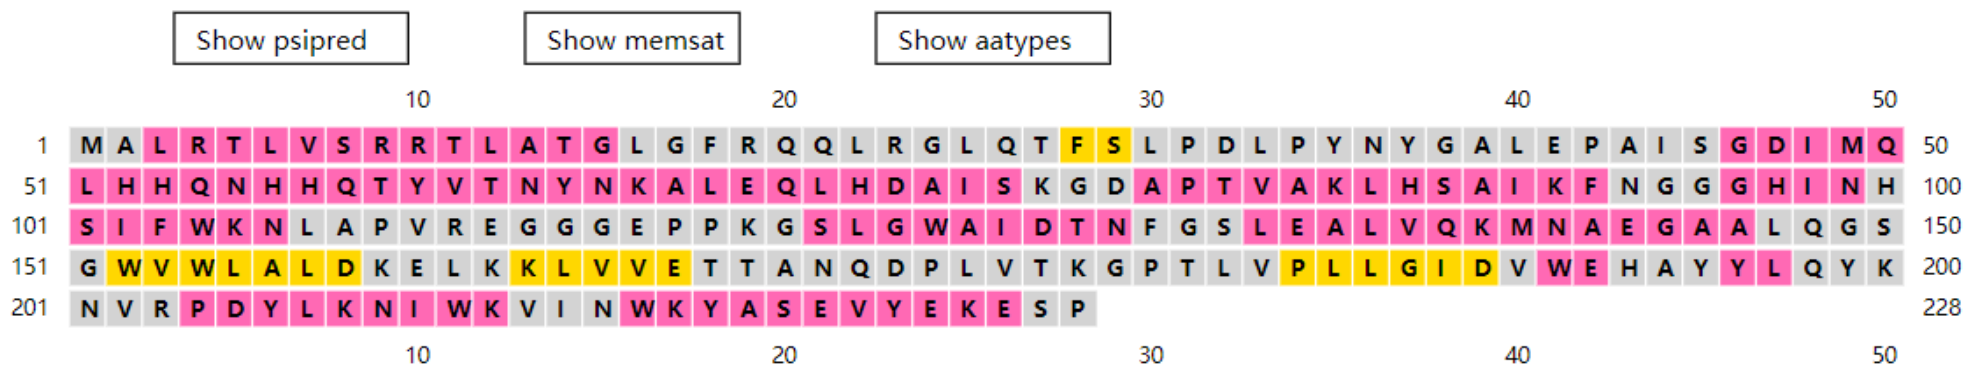 Show psipred Show memsat Show aatypes
10 20 30 40 50
1 M A L R T L V S R R T L A T G L G F R Q Q L R G L Q T F S L P D L P Y N Y G A L E P A I S G D I M Q 50
51 L H H Q N H H Q T Y V T N Y N K A L E Q L H D A I S K G D A P T V A K L H S A I K F N G G G H I N H 100
101 S I F W K N L A P V R E G G G E P P K G S L G W A I D T N F G S L E A L V Q K M N A E G A A L Q G S 150
151 G W V W L A L D K E L K K L V V E T T A N Q D P L V T K G P T L V P L L G I D V W E H A Y Y L Q Y K 200
201 N V R P D Y L K N I W K V I N W K Y A S E V Y E K E S P 228
10 20 30 40 50